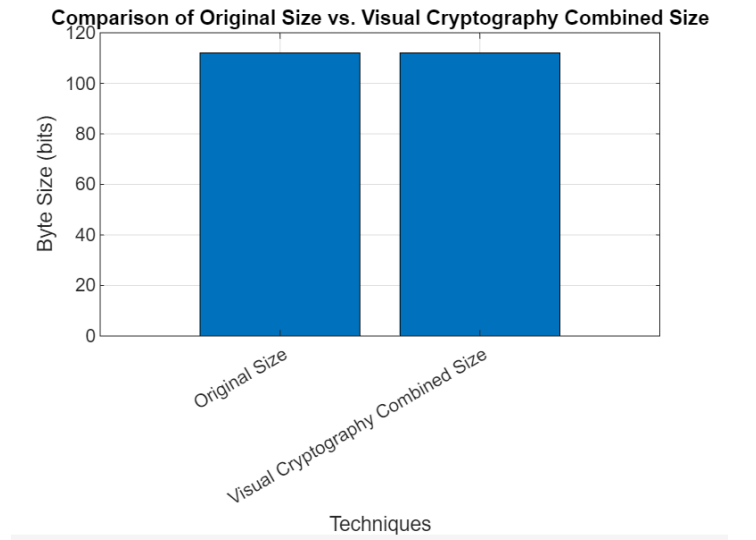 Comparison of Original Size vs. Visual Cryptography Combined Size
120
100
80
60
40
20
0
Byte Size (bits)
Original Size
Visual Cryptography Combined Size
Techniques